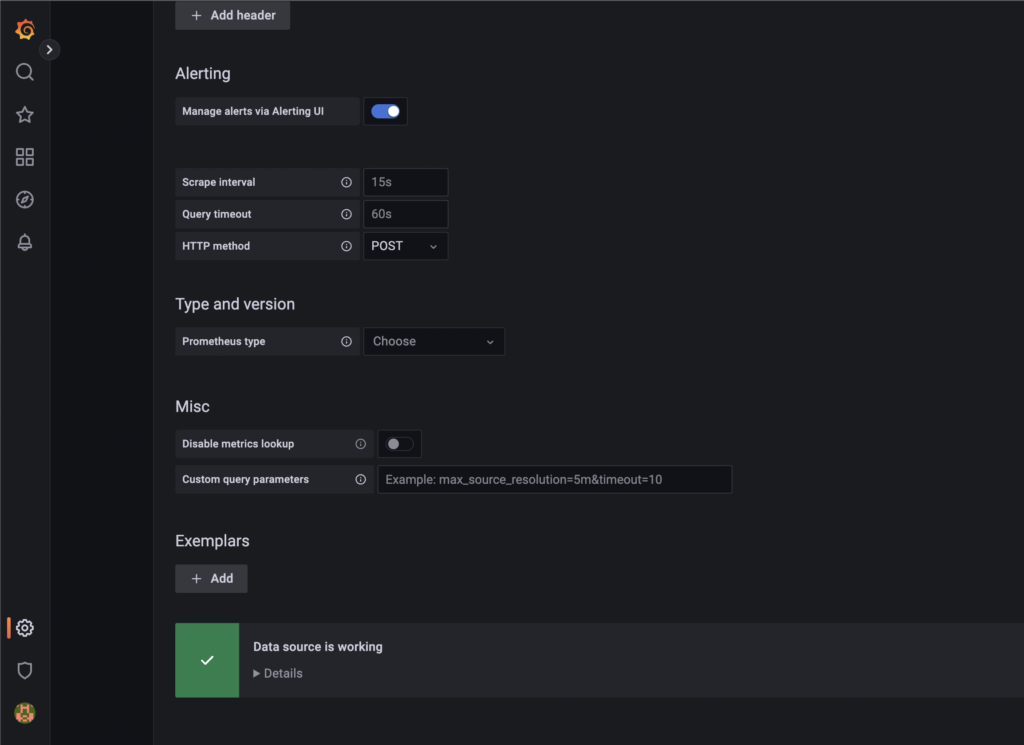 + Add header
Alerting
Manage alerts via Alerting UI
Scrape interval 15s
Query timeout 60s
HTTP method POST
Type and version
Prometheus type Choose
Misc
Disable metrics lookup
Custom query parameters Example: max_source_resolution=5m&timeout=10
Exemplars
+ Add
Data source is working
Details